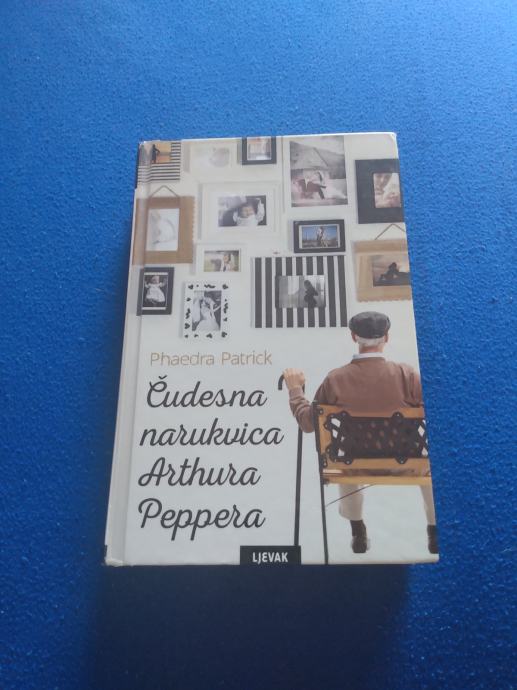 Phaedra Patrick
Čudesna
narukvica
Arthura
Peppera
LJEVAK